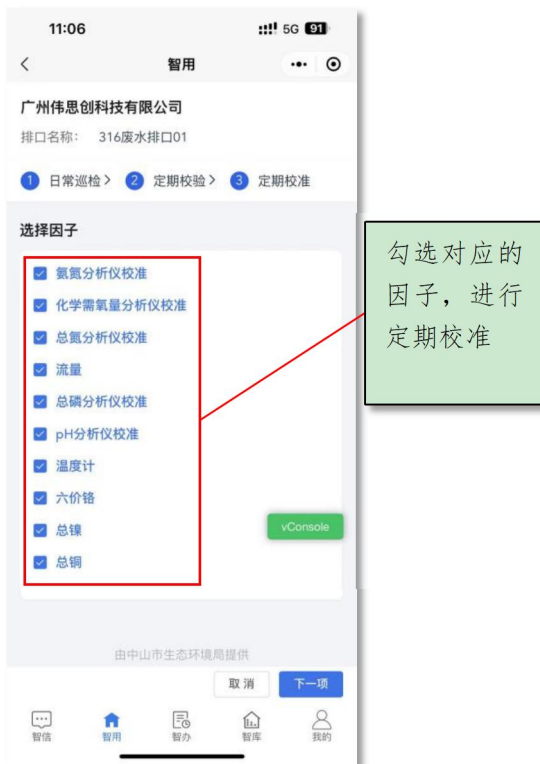 11:06
5G 91
智用
广州伟思创科技有限公司
排口名称: 316废水排口01
1 日常巡检 > 2 定期校验 > 3 定期校准
选择因子
氨氮分析仪校准
化学需氧量分析仪校准
总氮分析仪校准
流量
总磷分析仪校准
pH分析仪校准
温度计
六价铬
总镍
总铜
vConsole
由中山市生态环境局提供
取消 下一项
智信 智用 智办 智库 我的
勾选对应的
因子，进行
定期校准